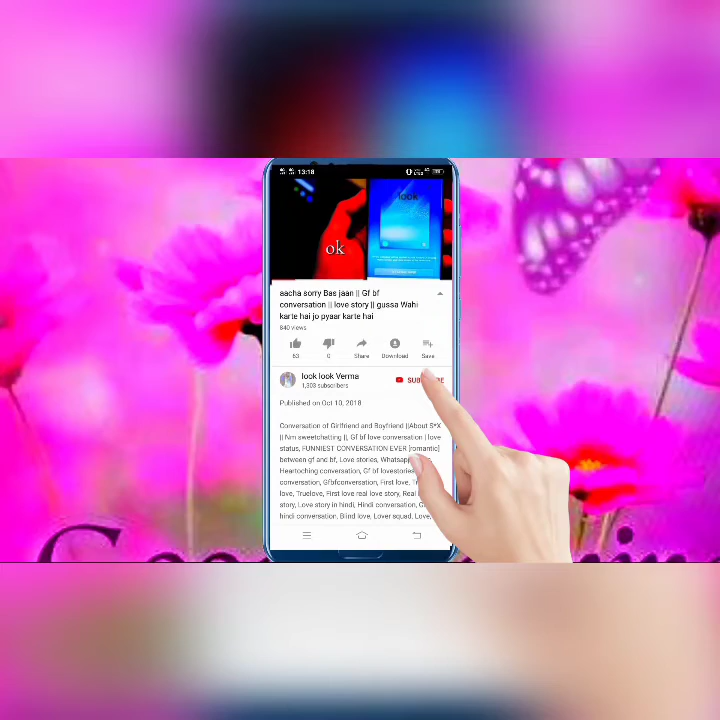 13:18
look
ok
aacha sorry Bas jaan || Gf bf
conversation || love story || gussa Wahi
karte hai jo pyaar karte hai
840 views
63
0
Share
Download
Save
look look Verma
1,303 subscribers
Published on Oct 10, 2018
Conversation of Girlfriend and Boyfriend ||About S*X
|| Nm sweetchatting ||, Gf bf love conversation | love
status, FUNNIEST CONVERSATION EVER [romantic]
between gf and bf, Love stories,
Heartoching conversation, Gf bf lovestories
conversation, Gfbfconversation, First love,
love, Truelove, First love real love story, Real
story, Love story in hindi, Hindi conversation,
hindi conversation, Blind love, Lover squad, Love,